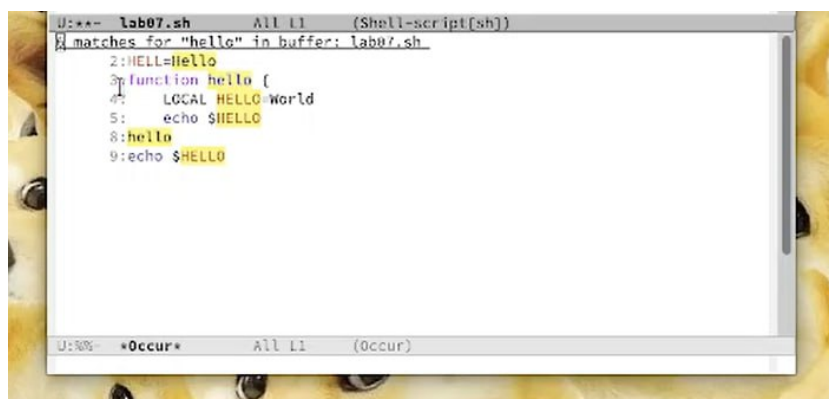 U:**-  lab07.sh      All L1     (Shell-script[sh])
6 matches for "hello" in buffer: lab07.sh
      2:HELL=Hello
      3:function hello {
      4:    LOCAL HELLO=World
      5:    echo $HELLO
      8:hello
      9:echo $HELLO
U:%%-  *Occur*       All L1     (Occur)